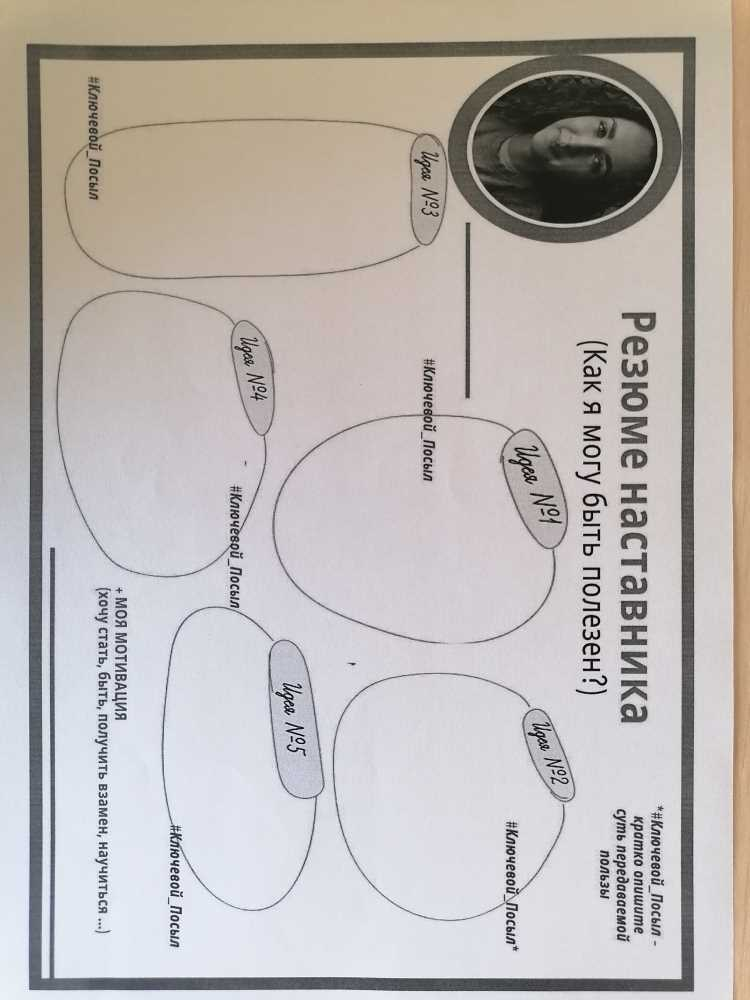 Резюме наставника
(Как я могу быть полезен?)
*#Ключевой_Посыл -
кратко опишите
суть передаваемой
пользы
Идея №1
#Ключевой_Посыл
Идея №2
#Ключевой_Посыл*
Идея №3
#Ключевой_Посыл
Идея №4
#Ключевой_Посыл
Идея №5
#Ключевой_Посыл
+ МОЯ МОТИВАЦИЯ
(хочу стать, быть, получить взамен, научиться ...)